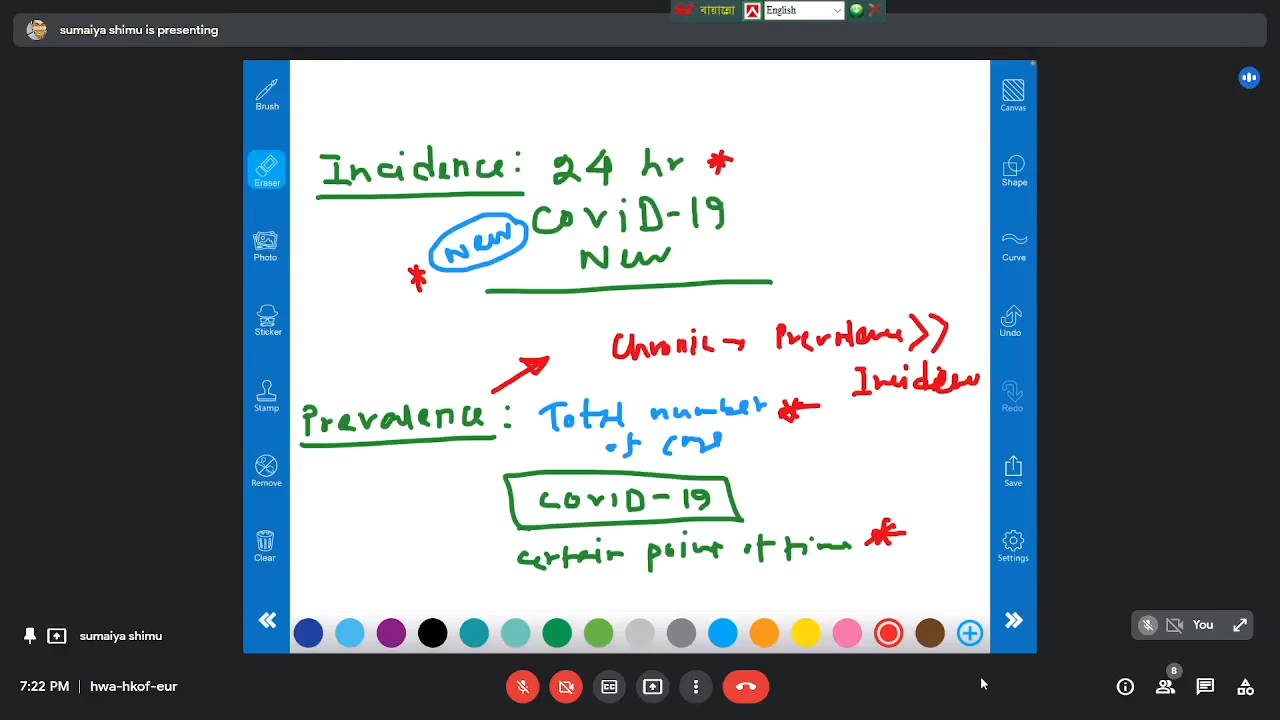 বায়ান্নো English
sumaiya shimu is presenting
Brush
Eraser
Photo
Sticker
Stamp
Remove
Clear
Incidence: 24 hr *
CoviD-19
New
New
*
Chronic → Prevalence >>
Incidence
Prevalence: Total number *
of case
COVID-19
certain point of time *
Canvas
Shape
Curve
Undo
Redo
Save
Settings
sumaiya shimu
You
7:22 PM | hwa-hkof-eur
8